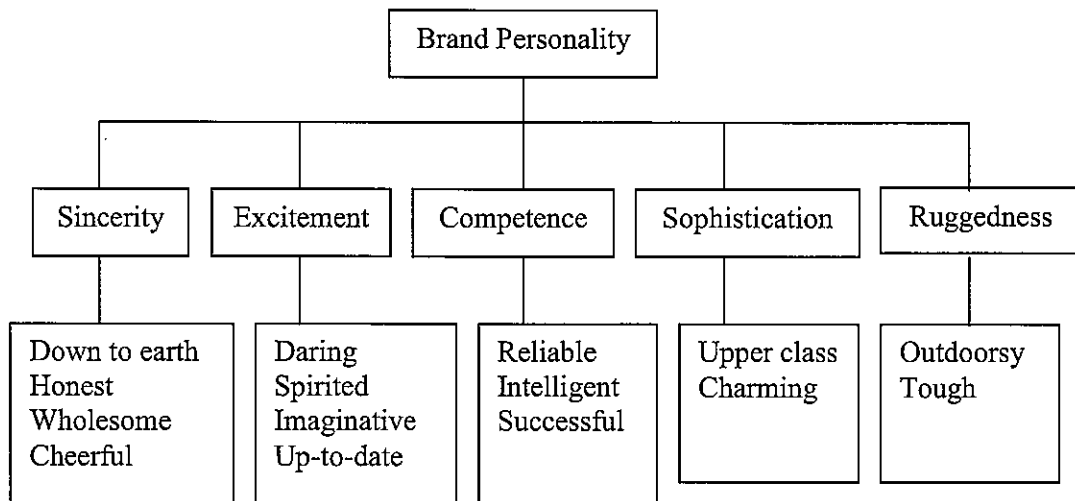 Brand Personality
Sincerity
Excitement
Competence
Sophistication
Ruggedness
Down to earth
Honest
Wholesome
Cheerful
Daring
Spirited
Imaginative
Up-to-date
Reliable
Intelligent
Successful
Upper class
Charming
Outdoorsy
Tough